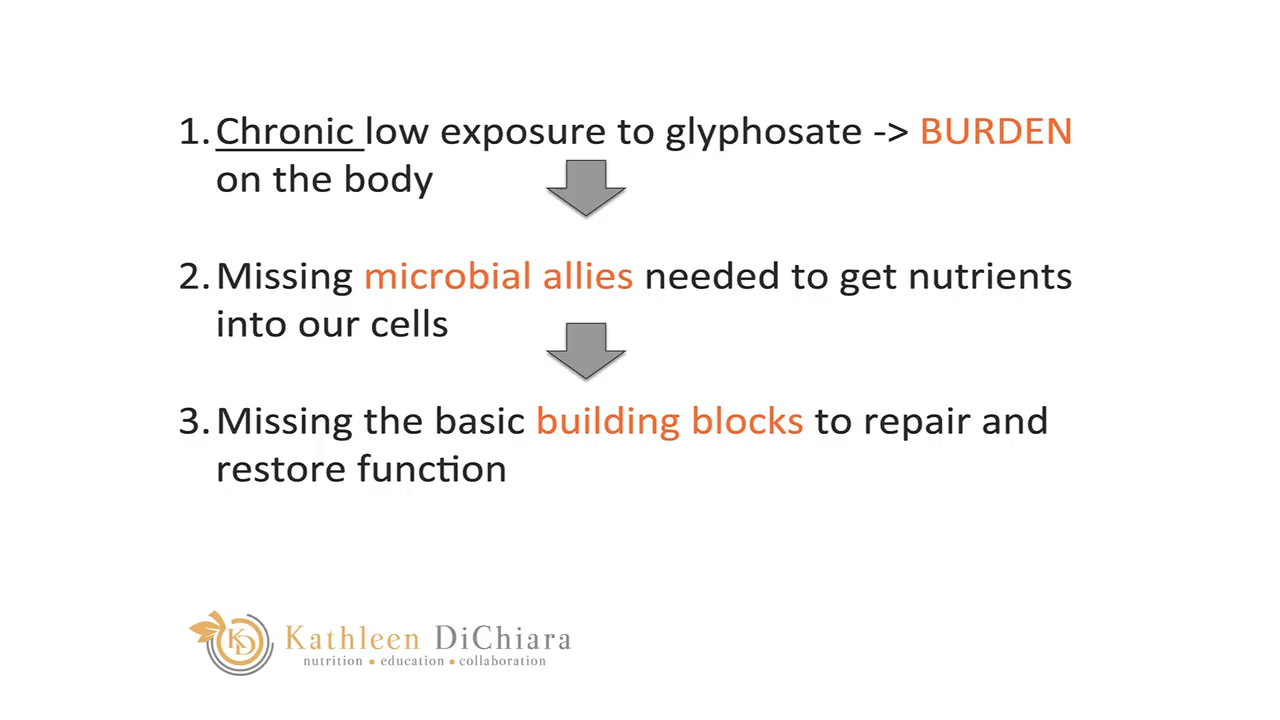 1. Chronic low exposure to glyphosate -> BURDEN
on the body
2. Missing microbial allies needed to get nutrients
into our cells
3. Missing the basic building blocks to repair and
restore function
KD
Kathleen DiChiara
nutrition • education • collaboration